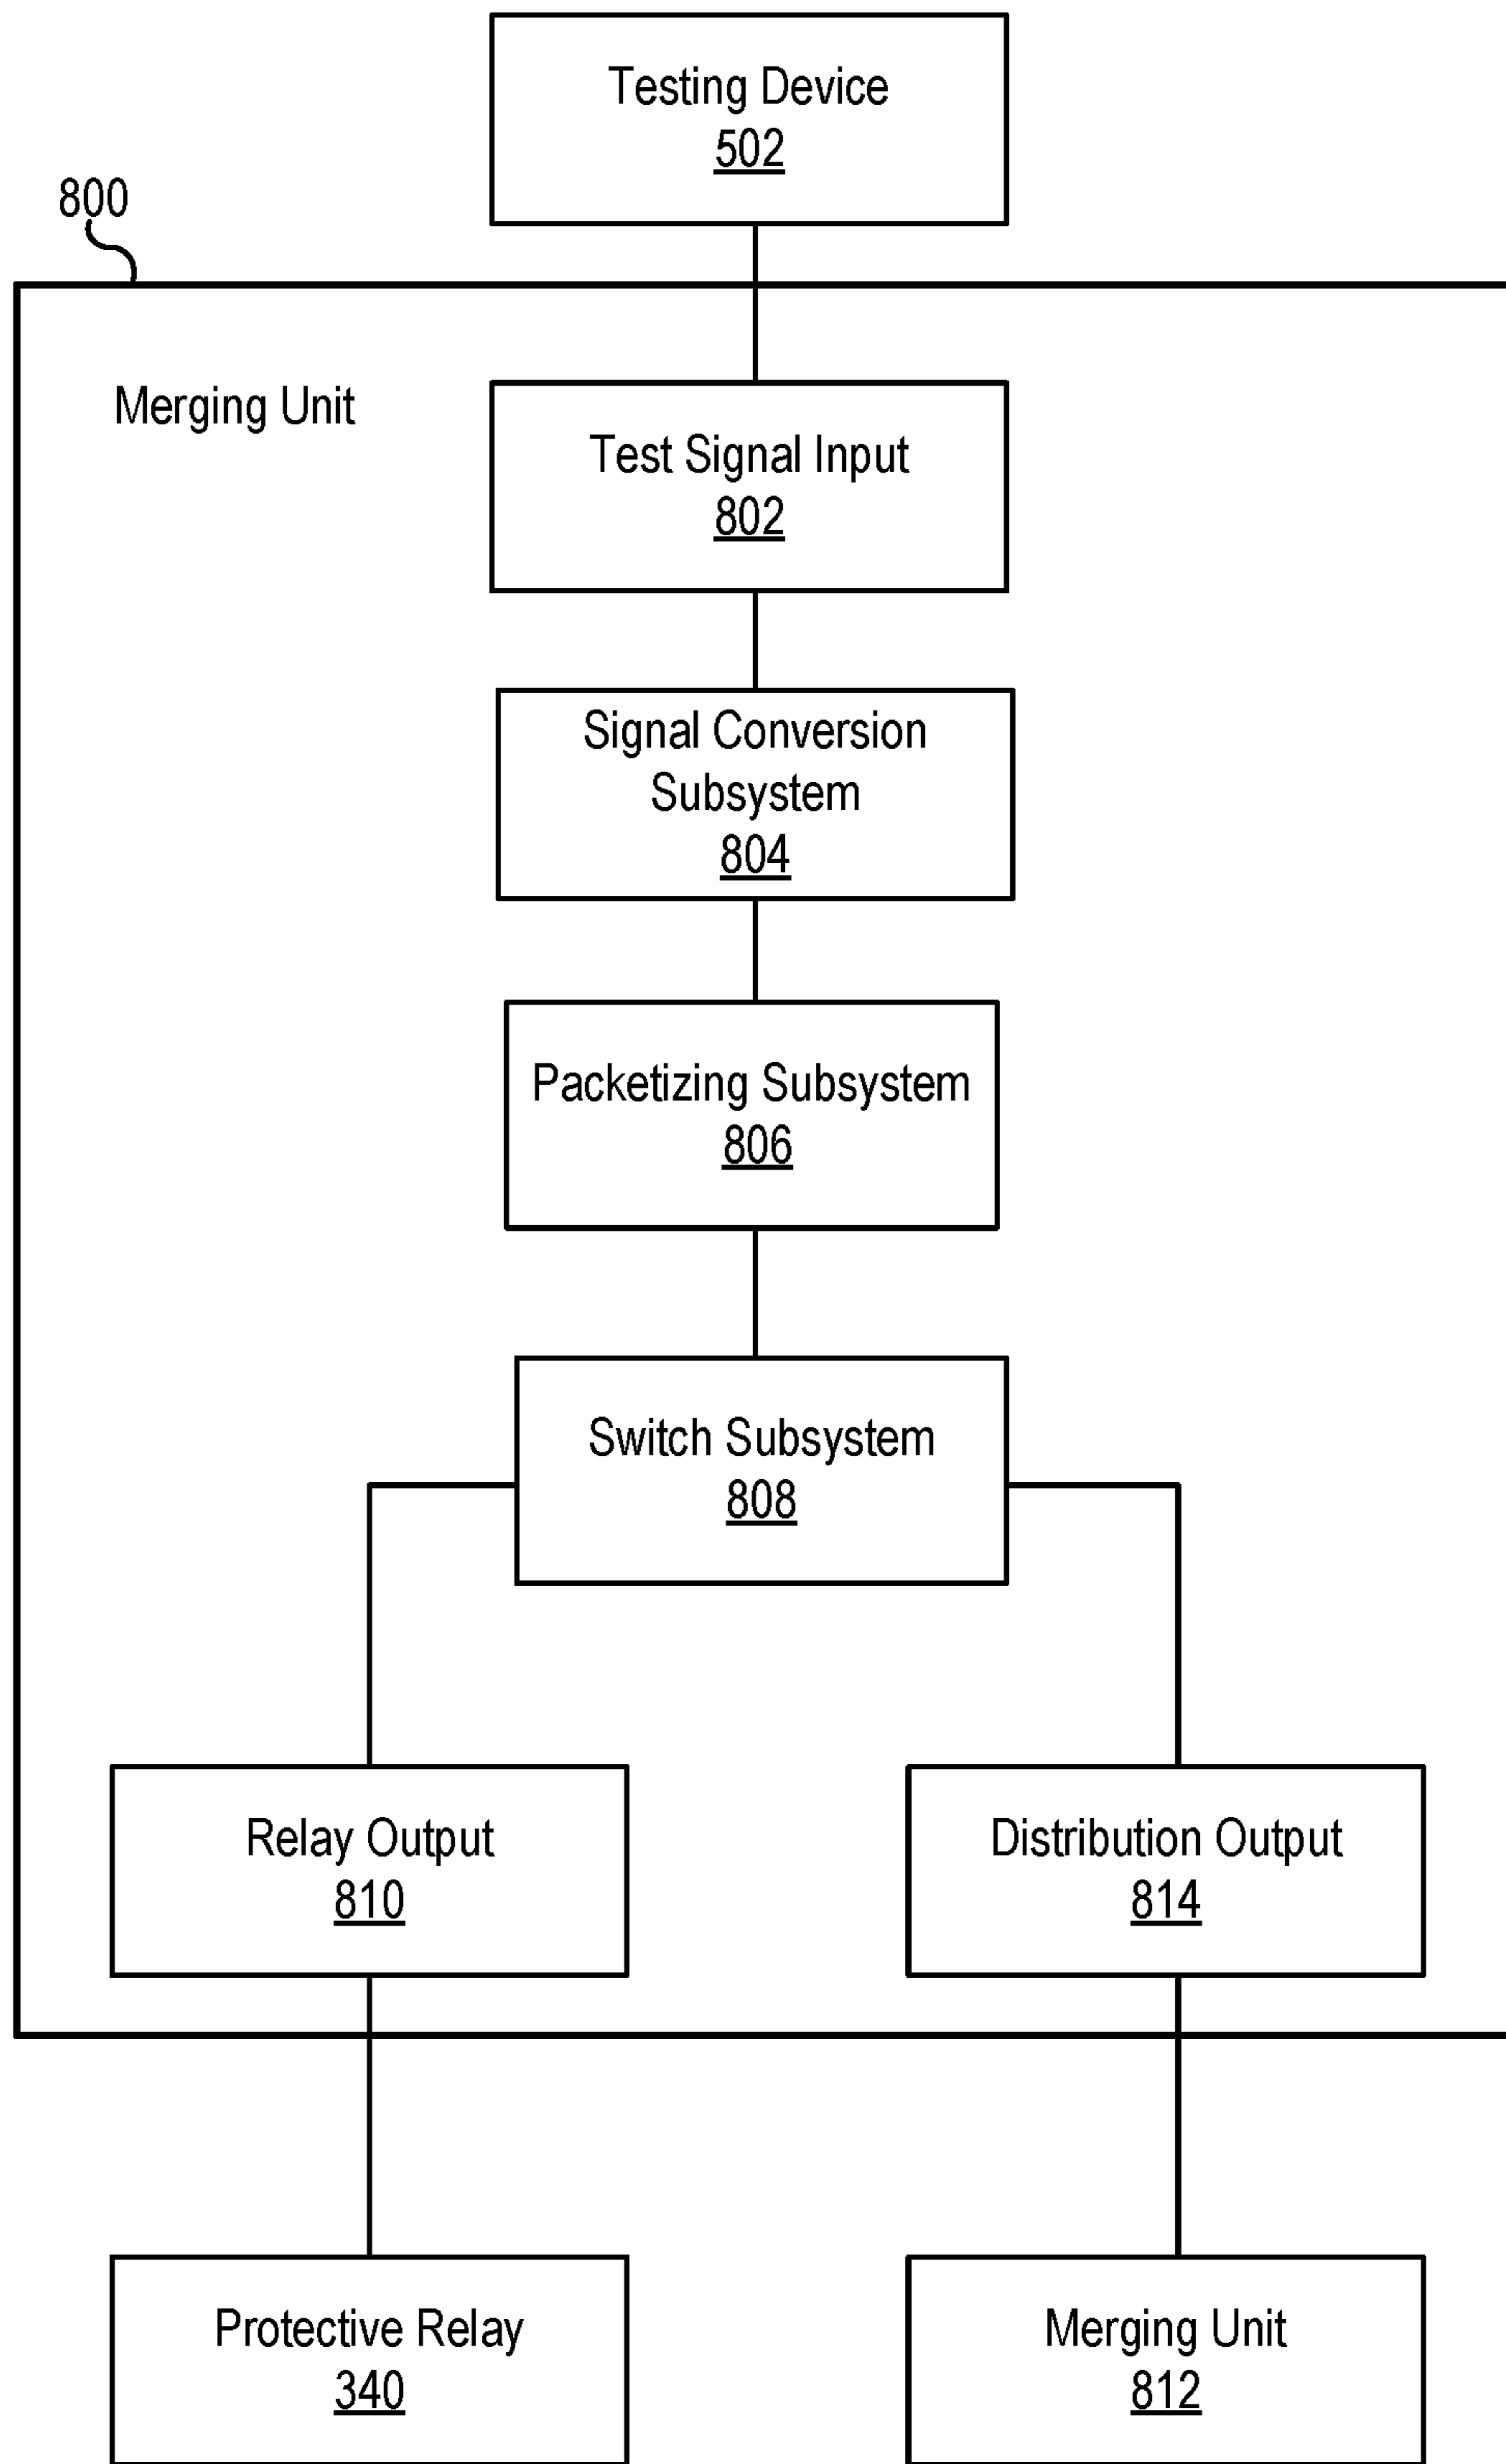 Testing Device
502
800
Merging Unit
Test Signal Input
802
Signal Conversion
Subsystem
804
Packetizing Subsystem
806
Switch Subsystem
808
Relay Output
810
Distribution Output
814
Protective Relay
340
Merging Unit
812